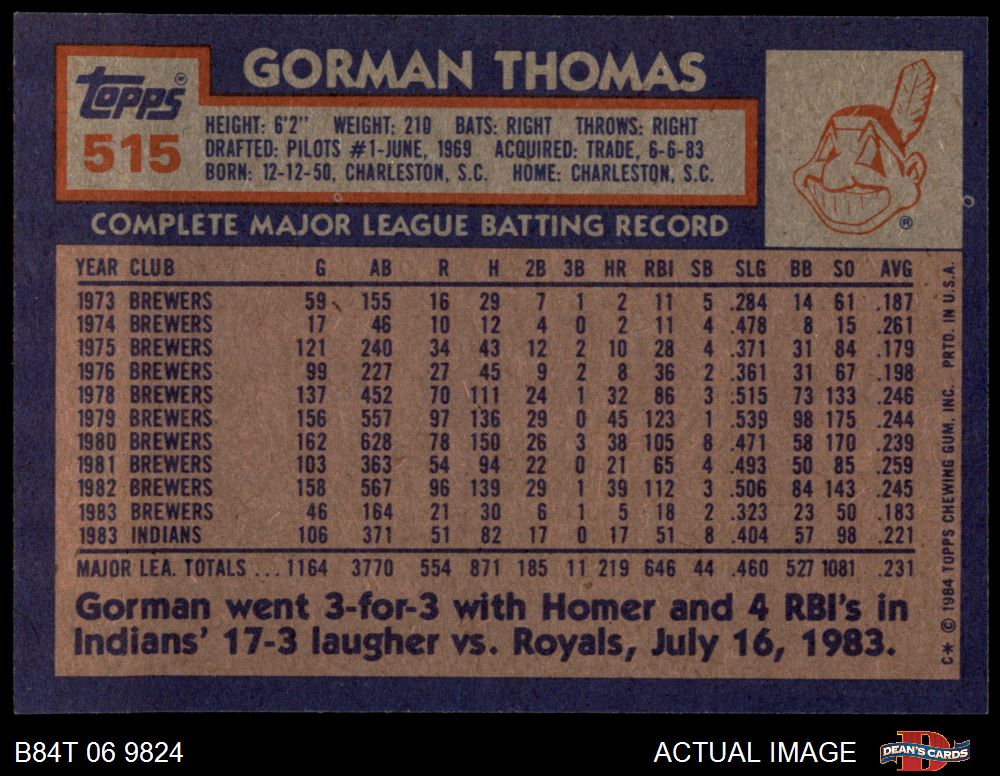 GORMAN THOMAS
Topps®
515
HEIGHT: 6'2" WEIGHT: 210 BATS: RIGHT THROWS: RIGHT
DRAFTED: PILOTS #1-JUNE, 1969 ACQUIRED: TRADE, 6-6-83
BORN: 12-12-50, CHARLESTON, S.C. HOME: CHARLESTON, S.C.
®
COMPLETE MAJOR LEAGUE BATTING RECORD
YEAR CLUB G AB R H 2B 3B HR RBI SB SLG BB SO AVG
1973 BREWERS 59 155 16 29 7 1 2 11 5 .284 14 61 .187
1974 BREWERS 17 46 10 12 4 0 2 11 4 .478 8 15 .261
1975 BREWERS 121 240 34 43 12 2 10 28 4 .371 31 84 .179
1976 BREWERS 99 227 27 45 9 2 8 36 2 .361 31 67 .198
1978 BREWERS 137 452 70 111 24 1 32 86 3 .515 73 133 .246
1979 BREWERS 156 557 97 136 29 0 45 123 1 .539 98 175 .244
1980 BREWERS 162 628 78 150 26 3 38 105 8 .471 58 170 .239
1981 BREWERS 103 363 54 94 22 0 21 65 4 .493 50 85 .259
1982 BREWERS 158 567 96 139 29 1 39 112 3 .506 84 143 .245
1983 BREWERS 46 164 21 30 6 1 5 18 2 .323 23 50 .183
1983 INDIANS 106 371 51 82 17 0 17 51 8 .404 57 98 .221
MAJOR LEA. TOTALS ... 1164 3770 554 871 185 11 219 646 44 .460 527 1081 .231
Gorman went 3-for-3 with Homer and 4 RBI's in
Indians' 17-3 laugher vs. Royals, July 16, 1983.
C* © 1984 TOPPS CHEWING GUM, INC. PRTD. IN U.S.A.
B84T 06 9824
ACTUAL IMAGE
D
DEAN'S CARDS